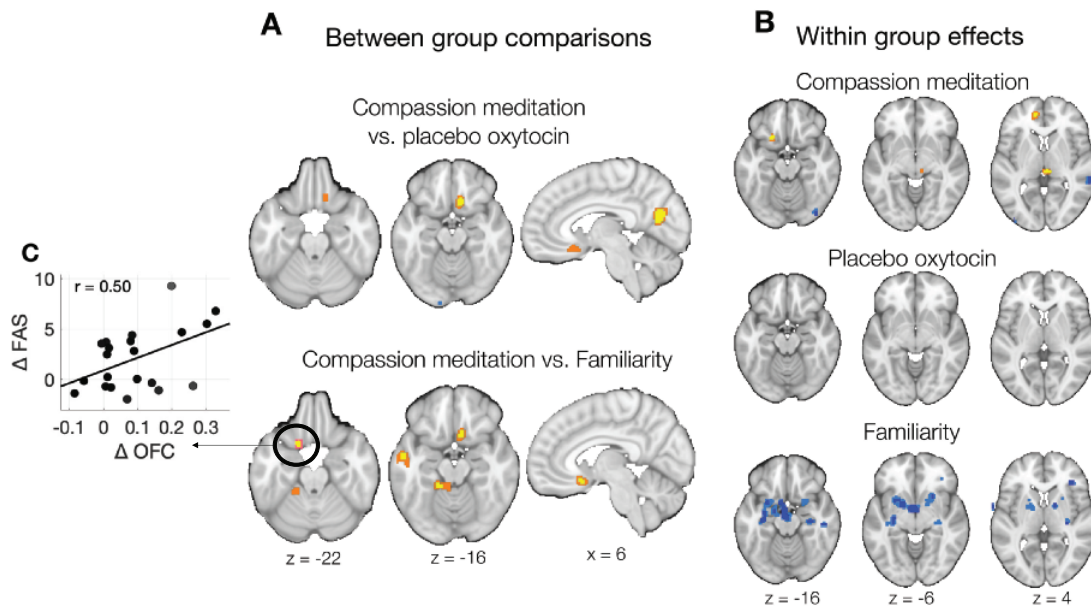 A
Between group comparisons
Compassion meditation
vs. placebo oxytocin
Compassion meditation vs. Familiarity
z = -22
z = -16
x = 6
B
Within group effects
Compassion meditation
Placebo oxytocin
Familiarity
z = -16
z = -6
z = 4
C
r = 0.50
10
5
0
Δ FAS
-0.1 0 0.1 0.2 0.3
Δ OFC